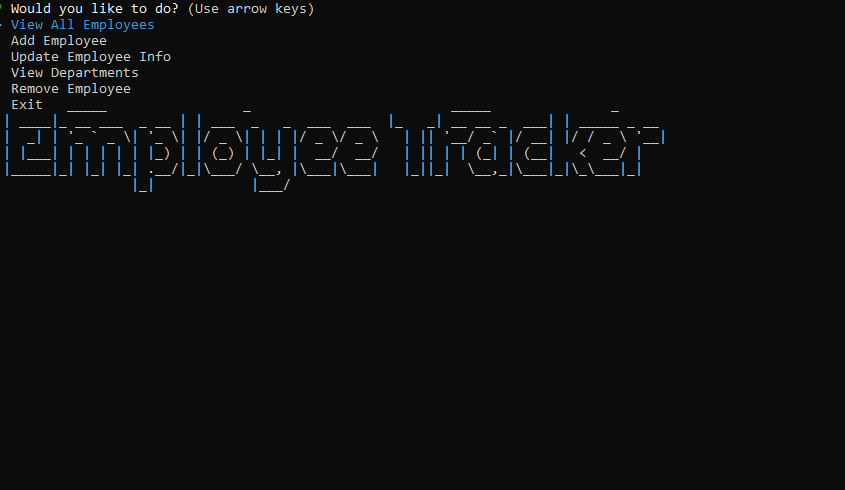 ? Would you like to do? (Use arrow keys)
> View All Employees
Add Employee
Update Employee Info
View Departments
Remove Employee
Exit
Employee Tracker